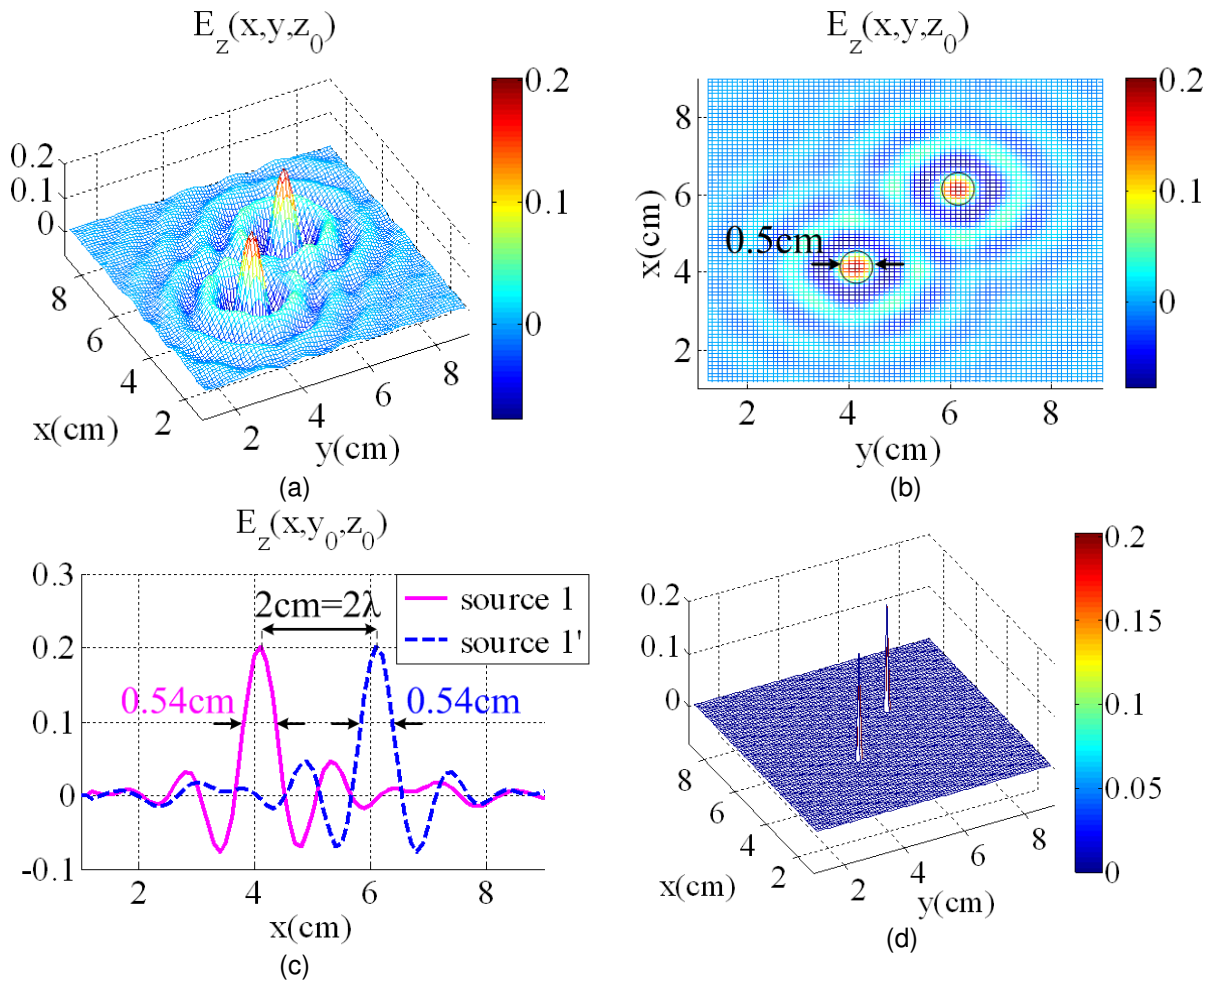 E_z(x,y,z_0)
0.2
0.1
0
8
6
4
2
x(cm)
2
4
6
8
y(cm)
0.2
0.1
0
(a)
E_z(x,y,z_0)
8
6
4
2
x(cm)
0.5cm
2
4
6
8
y(cm)
0.2
0.1
0
(b)
E_z(x,y_0,z_0)
0.3
0.2
0.1
0
-0.1
2cm=2λ
source 1
source 1'
0.54cm
0.54cm
2
4
6
8
x(cm)
(c)
0.2
0.1
0
8
6
4
2
x(cm)
2
4
6
8
y(cm)
0.2
0.15
0.1
0.05
0
(d)